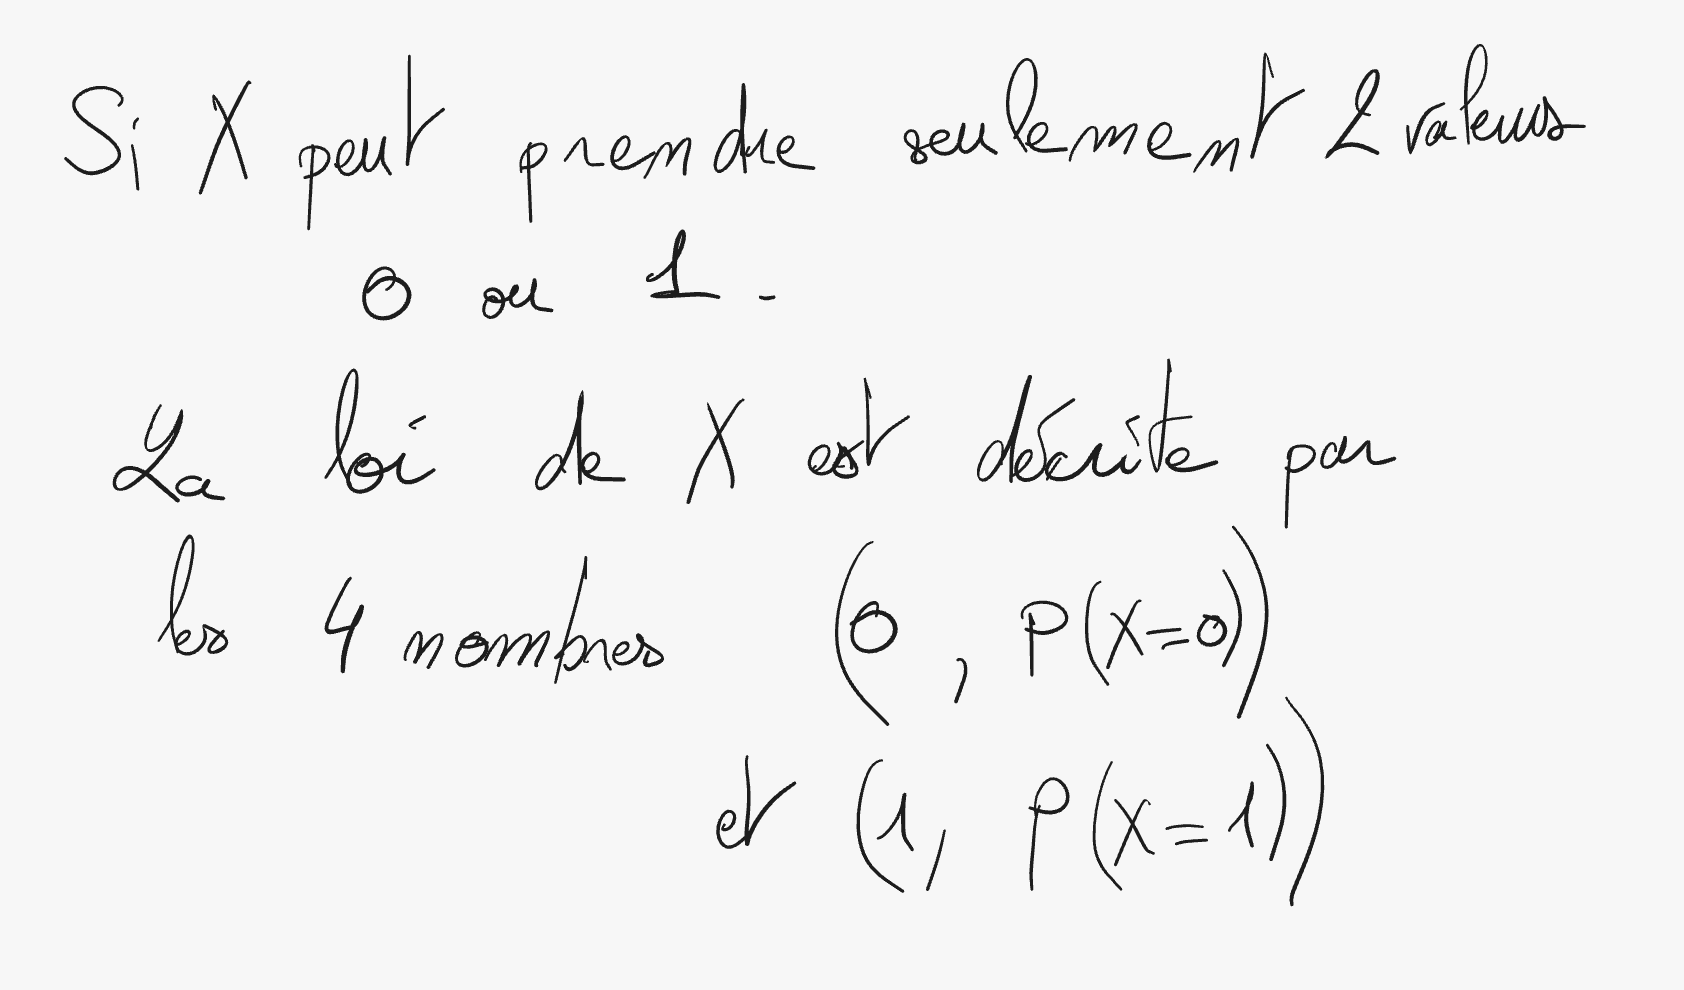 Si X peut prendre seulement 2 valeurs
0 ou 1.
La loi de X est décrite par
les 4 nombres (0, P(X=0))
et (1, P(X=1))